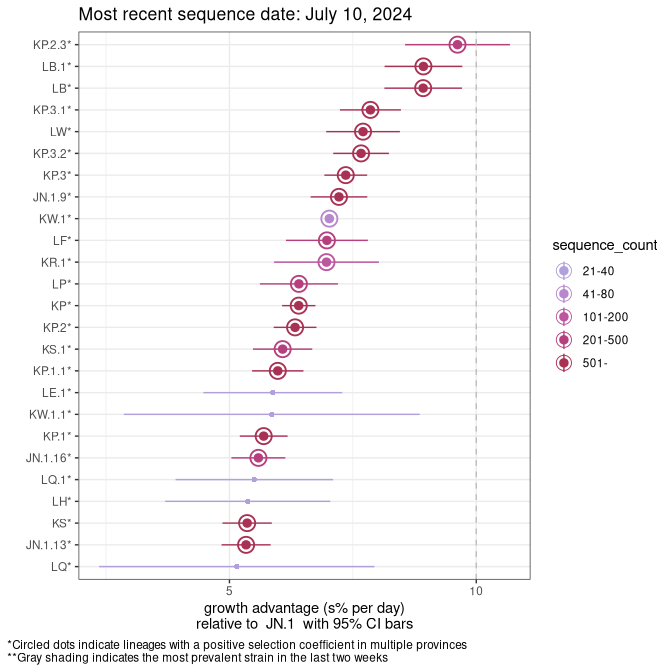 Most recent sequence date: July 10, 2024
KP.2.3*
LB.1*
LB*
KP.3.1*
LW*
KP.3.2*
KP.3*
JN.1.9*
KW.1*
LF*
KR.1*
LP*
KP*
KP.2*
KS.1*
KP.1.1*
LE.1*
KW.1.1*
KP.1*
JN.1.16*
LQ.1*
LH*
KS*
JN.1.13*
LQ*
5
10
growth advantage (s% per day)
relative to JN.1 with 95% CI bars
sequence_count
21-40
41-80
101-200
201-500
501-
*Circled dots indicate lineages with a positive selection coefficient in multiple provinces
**Gray shading indicates the most prevalent strain in the last two weeks